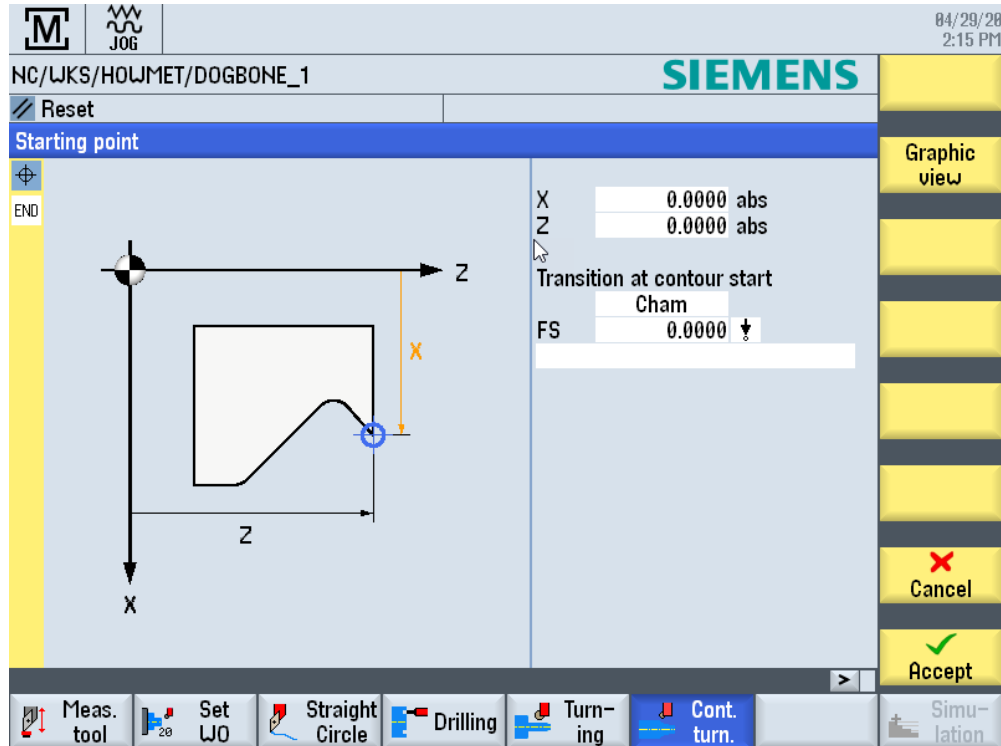 M
JOG
04/29/20
2:15 PM
NC/WKS/HOWMET/DOGBONE_1
SIEMENS
Reset
Starting point
Graphic
view
END
X 0.0000 abs
Z 0.0000 abs
Z
Transition at contour start
Cham
X
FS 0.0000
Z
X
Cancel
Accept
>
Meas.
tool
20
Set
WO
Straight
Circle
Drilling
Turn-
ing
Cont.
turn.
Simu-
lation